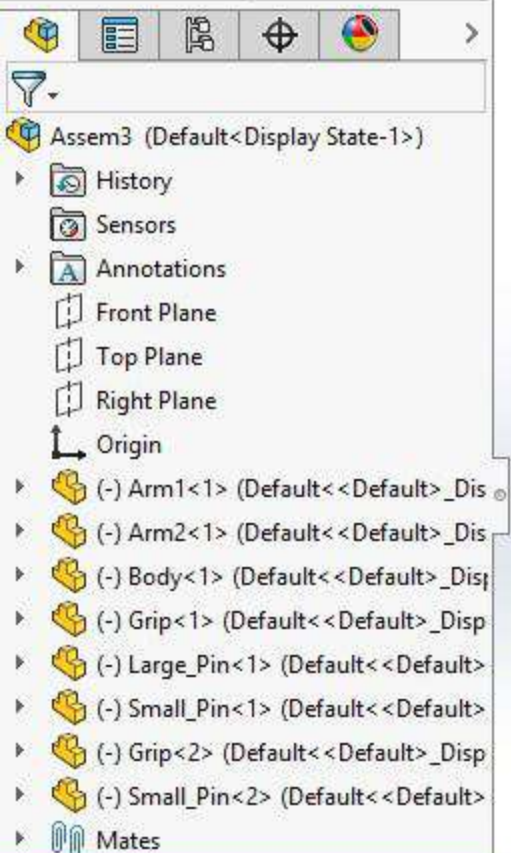 Assem3 (Default<Display State-1>)
History
Sensors
A Annotations
Front Plane
Top Plane
Right Plane
Origin
(-) Arm1<1> (Default<<Default>_Dis
(-) Arm2<1> (Default<<Default>_Dis
(-) Body<1> (Default<<Default>_Disp
(-) Grip<1> (Default<<Default>_Disp
(-) Large_Pin<1> (Default<<Default>
(-) Small_Pin<1> (Default<<Default>
(-) Grip<2> (Default<<Default>_Disp
(-) Small_Pin<2> (Default<<Default>
Mates